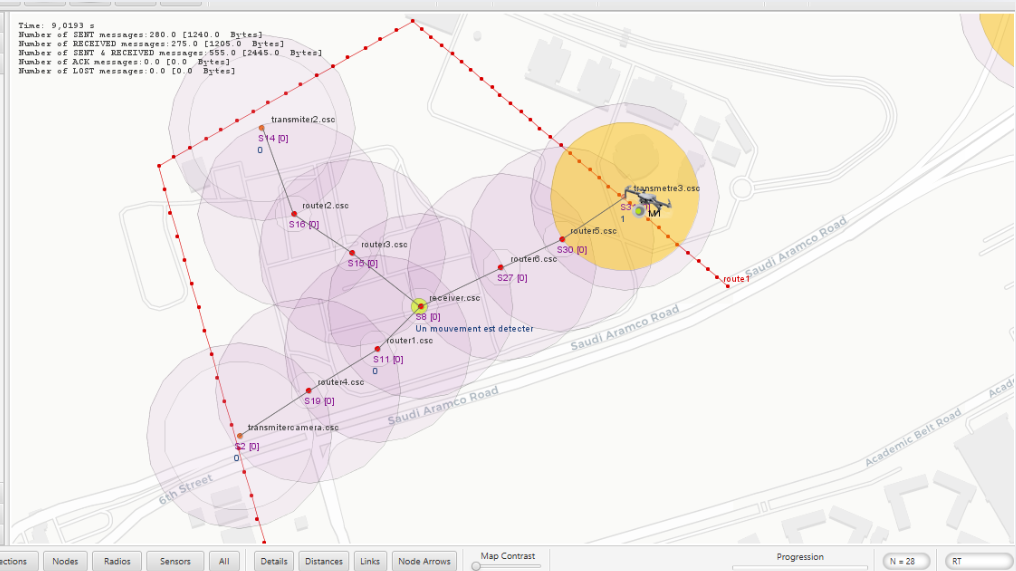 Time: 9,0193 s
Number of SENT messages:280.0 [1240.0  Bytes]
Number of RECEIVED messages:275.0 [1205.0  Bytes]
Number of SENT & RECEIVED messages:555.0 [2445.0  Bytes]
Number of ACK messages:0.0 [0.0  Bytes]
Number of LOST messages:0.0 [0.0  Bytes]
transmiter2.csc
S14 [0]
0
router2.csc
S16 [0]
router3.csc
S15 [0]
transmetre3.csc
M1
1
router5.csc
S30 [0]
router6.csc
S27 [0]
route1
receiver.csc
S8 [0]
Un mouvement est detecter
router1.csc
S11 [0]
0
router4.csc
S19 [0]
transmitercamera.csc
S2 [0]
0
Saudi Aramco Road
Saudi Aramco Road
Saudi Aramco Road
6th Street
Academic Belt Road
Nodes
Radios
Sensors
All
Details
Distances
Links
Node Arrows
Map Contrast
Progression
N = 28
RT